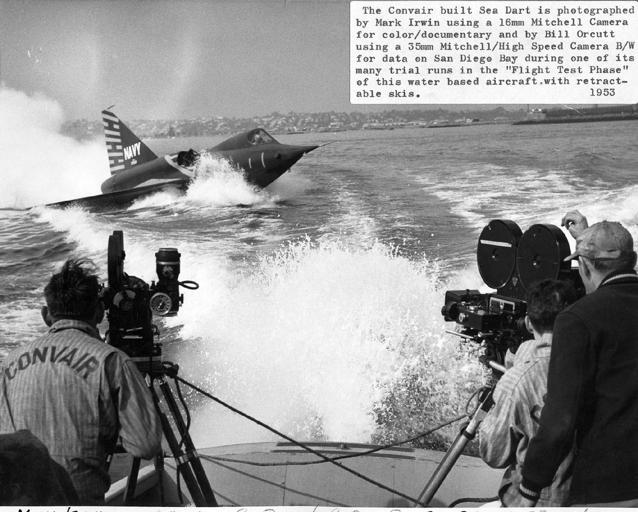 The Convair built Sea Dart is photographed
by Mark Irwin using a 16mm Mitchell Camera
for color/documentary and by Bill Orcutt
using a 35mm Mitchell/High Speed Camera B/W
for data on San Diego Bay during one of its
many trial runs in the "Flight Test Phase"
of this water based aircraft.with retract-
able skis. 1953
NAVY
CONVAIR